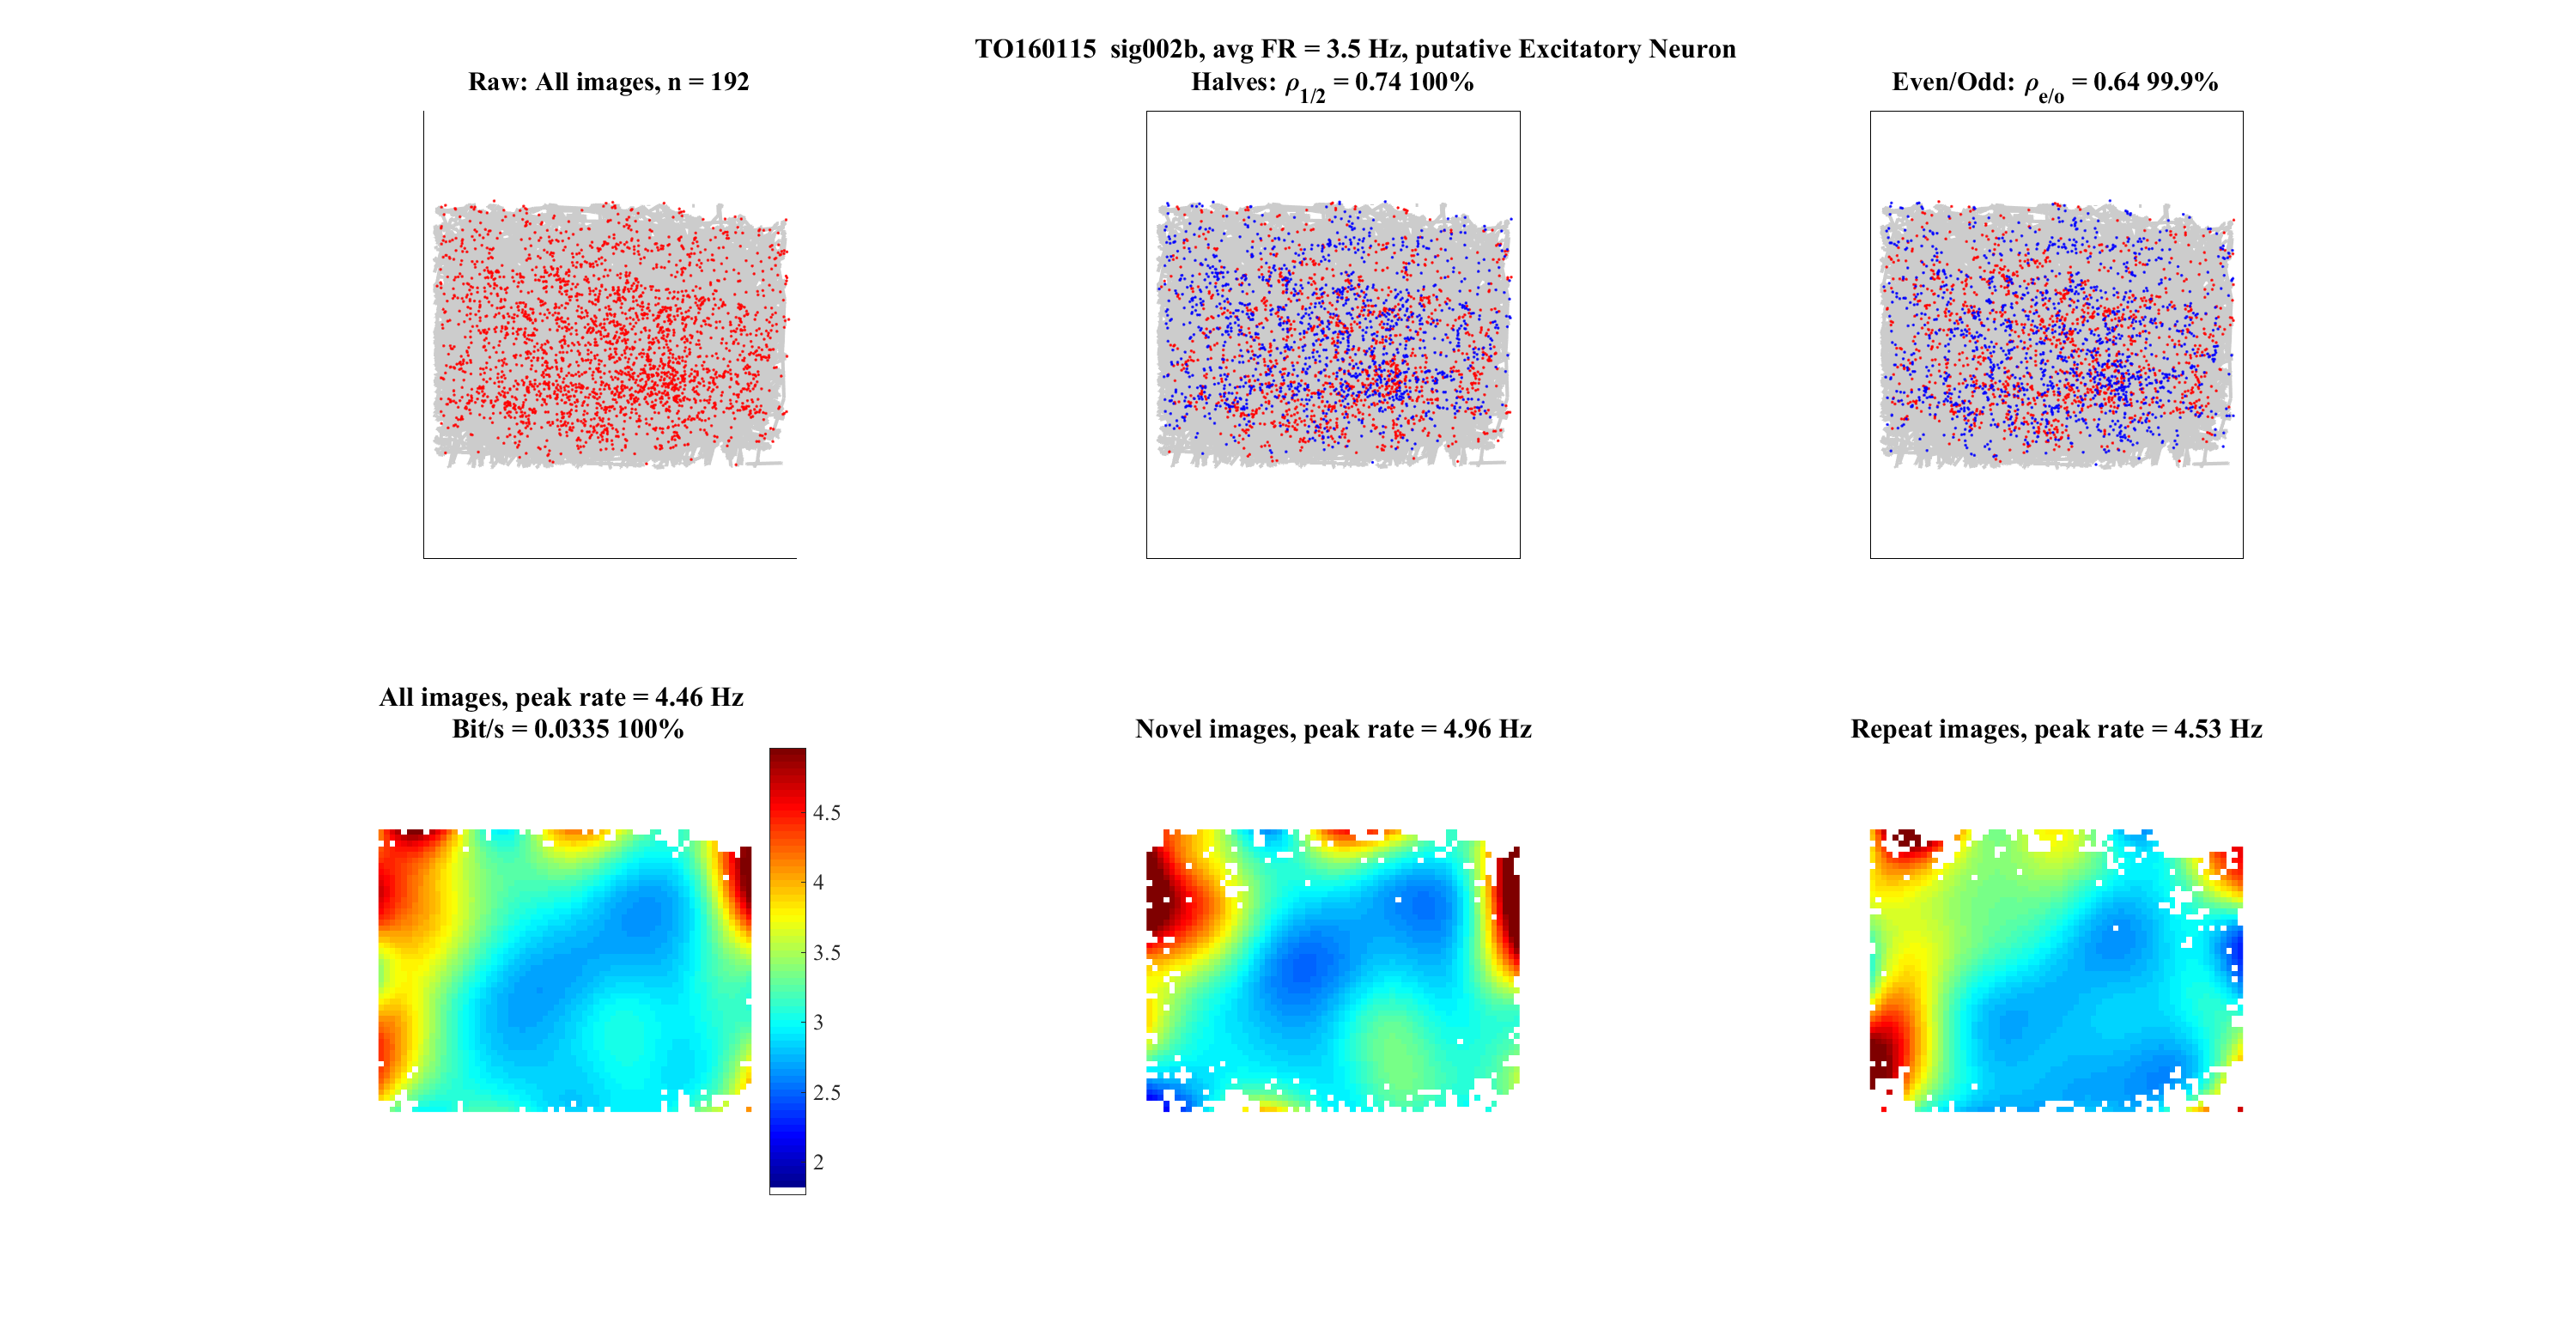 TO160115  sig002b, avg FR = 3.5 Hz, putative Excitatory Neuron
Raw: All images, n = 192
Halves: ρ1/2 = 0.74 100%
Even/Odd: ρe/o = 0.64 99.9%
All images, peak rate = 4.46 Hz
Bit/s = 0.0335 100%
Novel images, peak rate = 4.96 Hz
Repeat images, peak rate = 4.53 Hz
4.5
4
3.5
3
2.5
2